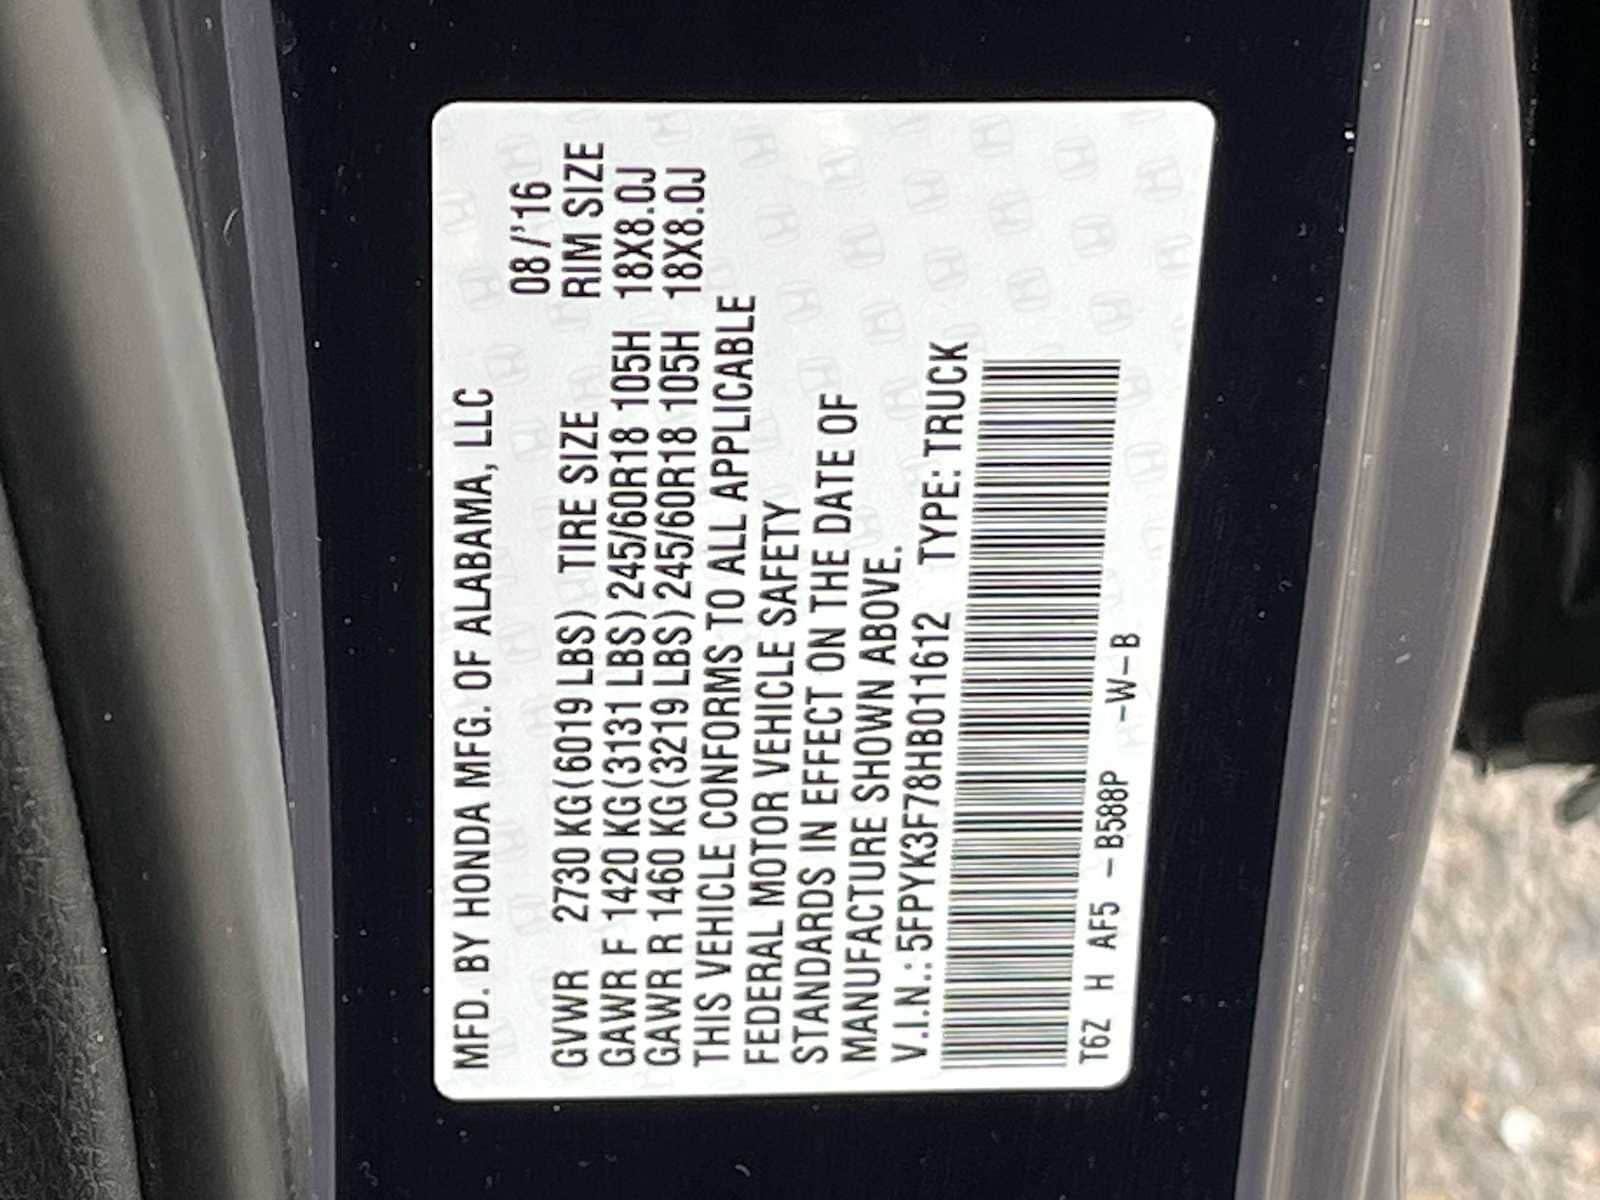 MFD. BY HONDA MFG. OF ALABAMA, LLC
08/'16
GVWR 2730 KG(6019 LBS) TIRE SIZE RIM SIZE
GAWR F 1420 KG(3131 LBS) 245/60R18 105H 18X8.0J
GAWR R 1460 KG(3219 LBS) 245/60R18 105H 18X8.0J
THIS VEHICLE CONFORMS TO ALL APPLICABLE
FEDERAL MOTOR VEHICLE SAFETY
STANDARDS IN EFFECT ON THE DATE OF
MANUFACTURE SHOWN ABOVE.
V.I.N.: 5FPYK3F78HB011612 TYPE: TRUCK
T6Z H AF5 -B588P -W-B